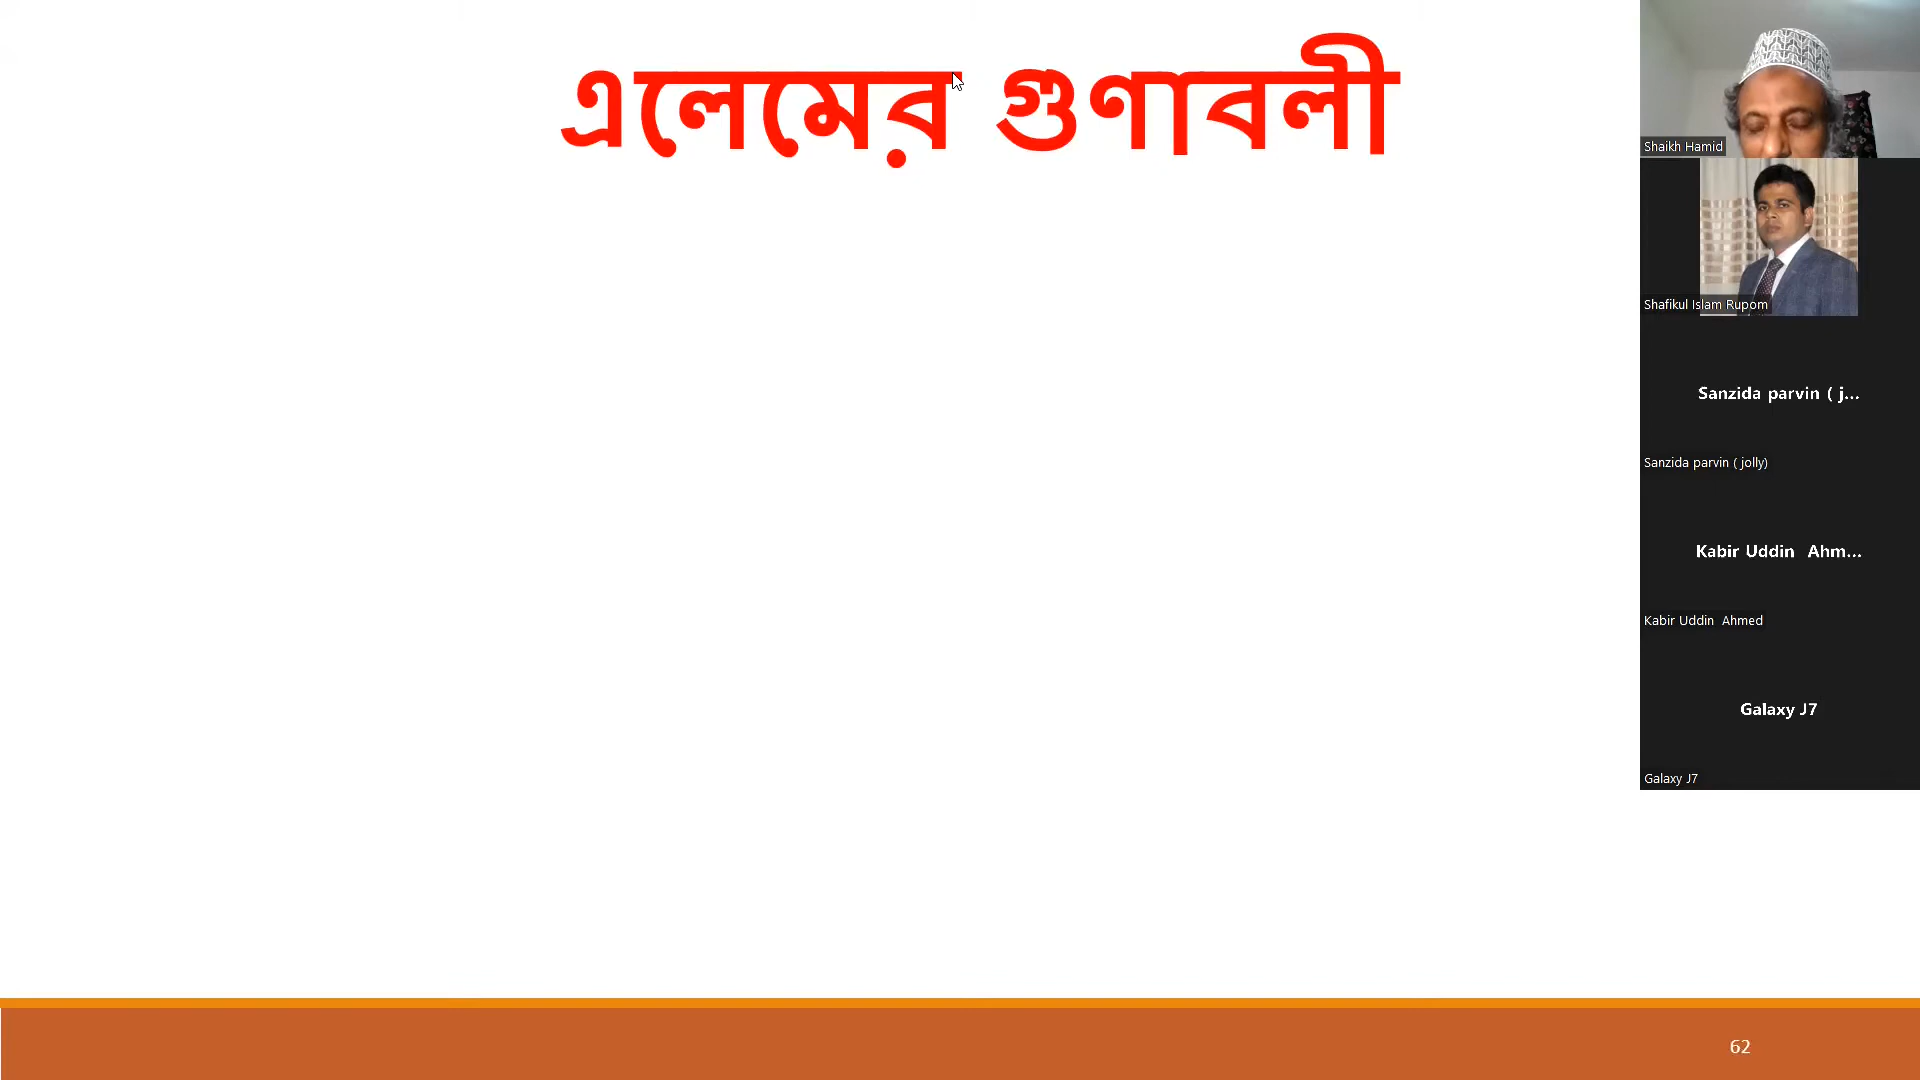 এলেমের গুণাবলী
Shaikh Hamid
Shafikul Islam Rupom
Sanzida parvin ( j...
Sanzida parvin ( jolly)
Kabir Uddin Ahm...
Kabir Uddin Ahmed
Galaxy J7
Galaxy J7
62